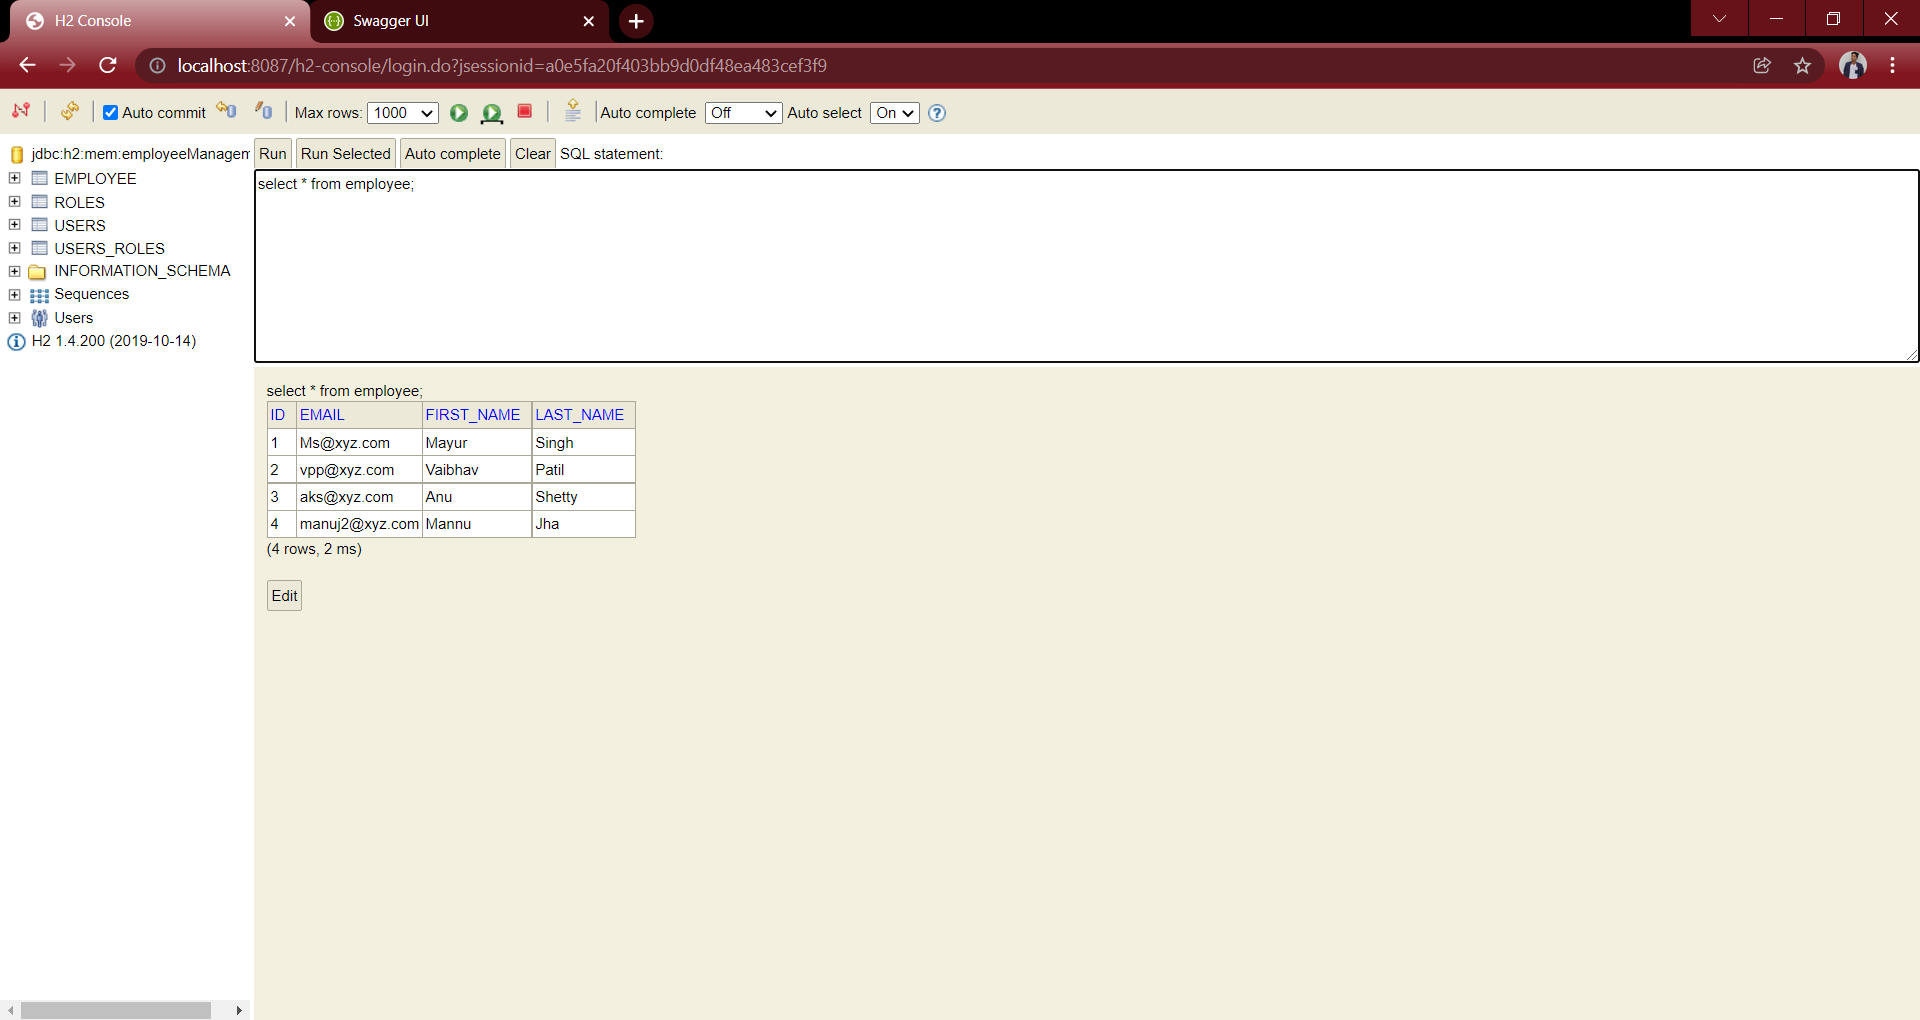 H2 Console
Swagger UI
localhost:8087/h2-console/login.do?jsessionid=a0e5fa20f403bb9d0df48ea483cef3f9
Auto commit Max rows: 1000 Auto complete Off Auto select On
jdbc:h2:mem:employeeManagem
EMPLOYEE
ROLES
USERS
USERS_ROLES
INFORMATION_SCHEMA
Sequences
Users
H2 1.4.200 (2019-10-14)
Run Run Selected Auto complete Clear SQL statement:
select * from employee;
select * from employee;
ID EMAIL FIRST_NAME LAST_NAME
1 Ms@xyz.com Mayur Singh
2 vpp@xyz.com Vaibhav Patil
3 aks@xyz.com Anu Shetty
4 manuj2@xyz.com Mannu Jha
(4 rows, 2 ms)
Edit